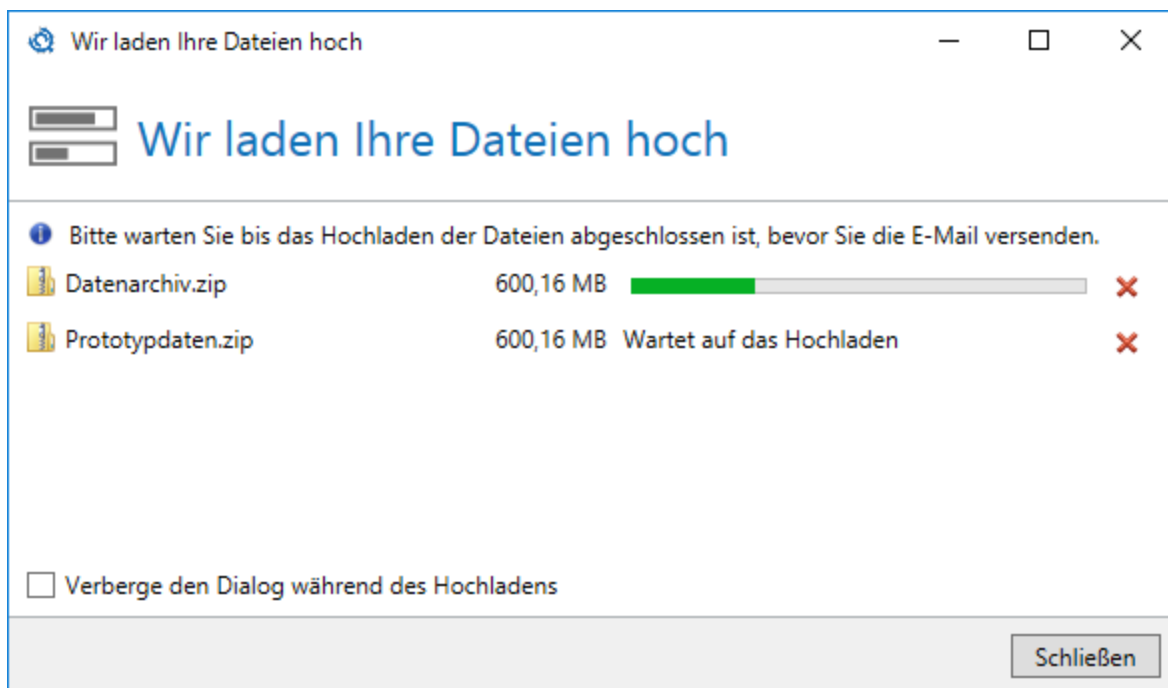 Wir laden Ihre Dateien hoch
Wir laden Ihre Dateien hoch
Bitte warten Sie bis das Hochladen der Dateien abgeschlossen ist, bevor Sie die E-Mail versenden.
Datenarchiv.zip 600,16 MB
Prototypdaten.zip 600,16 MB Wartet auf das Hochladen
Verberge den Dialog während des Hochladens
Schließen